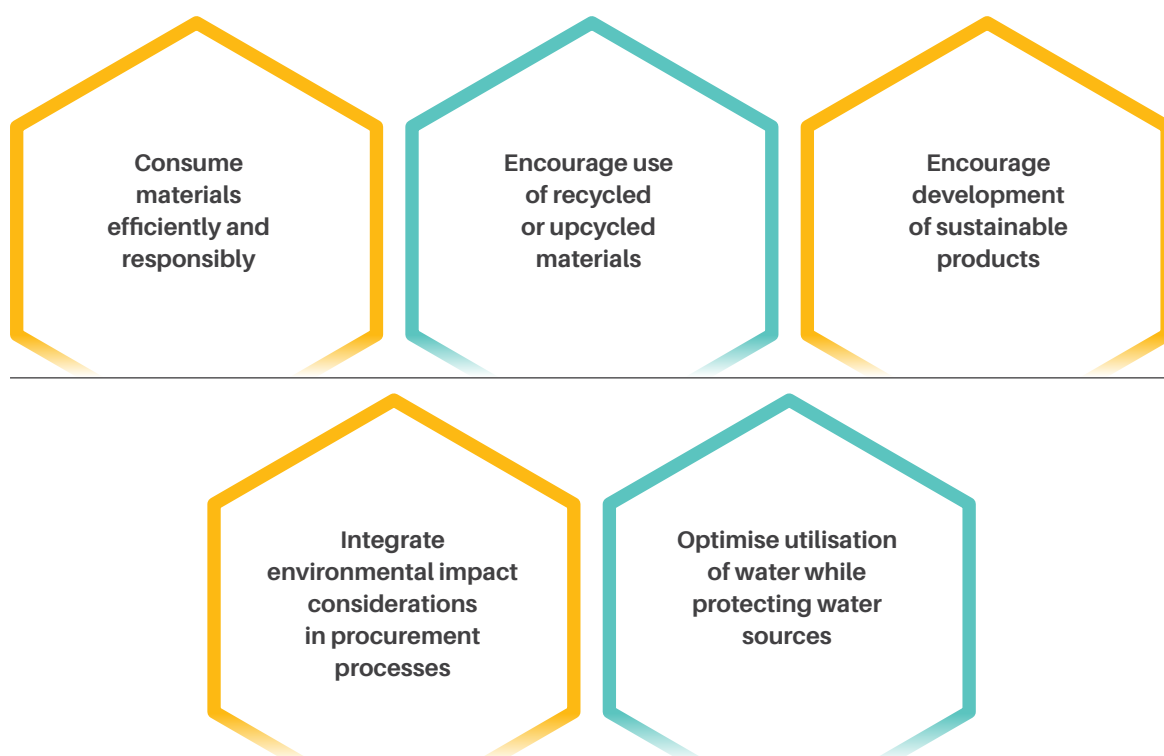 Consume
materials
efficiently and
responsibly
Encourage use
of recycled
or upcycled
materials
Encourage
development
of sustainable
products
Integrate
environmental impact
considerations
in procurement
processes
Optimise utilisation
of water while
protecting water
sources